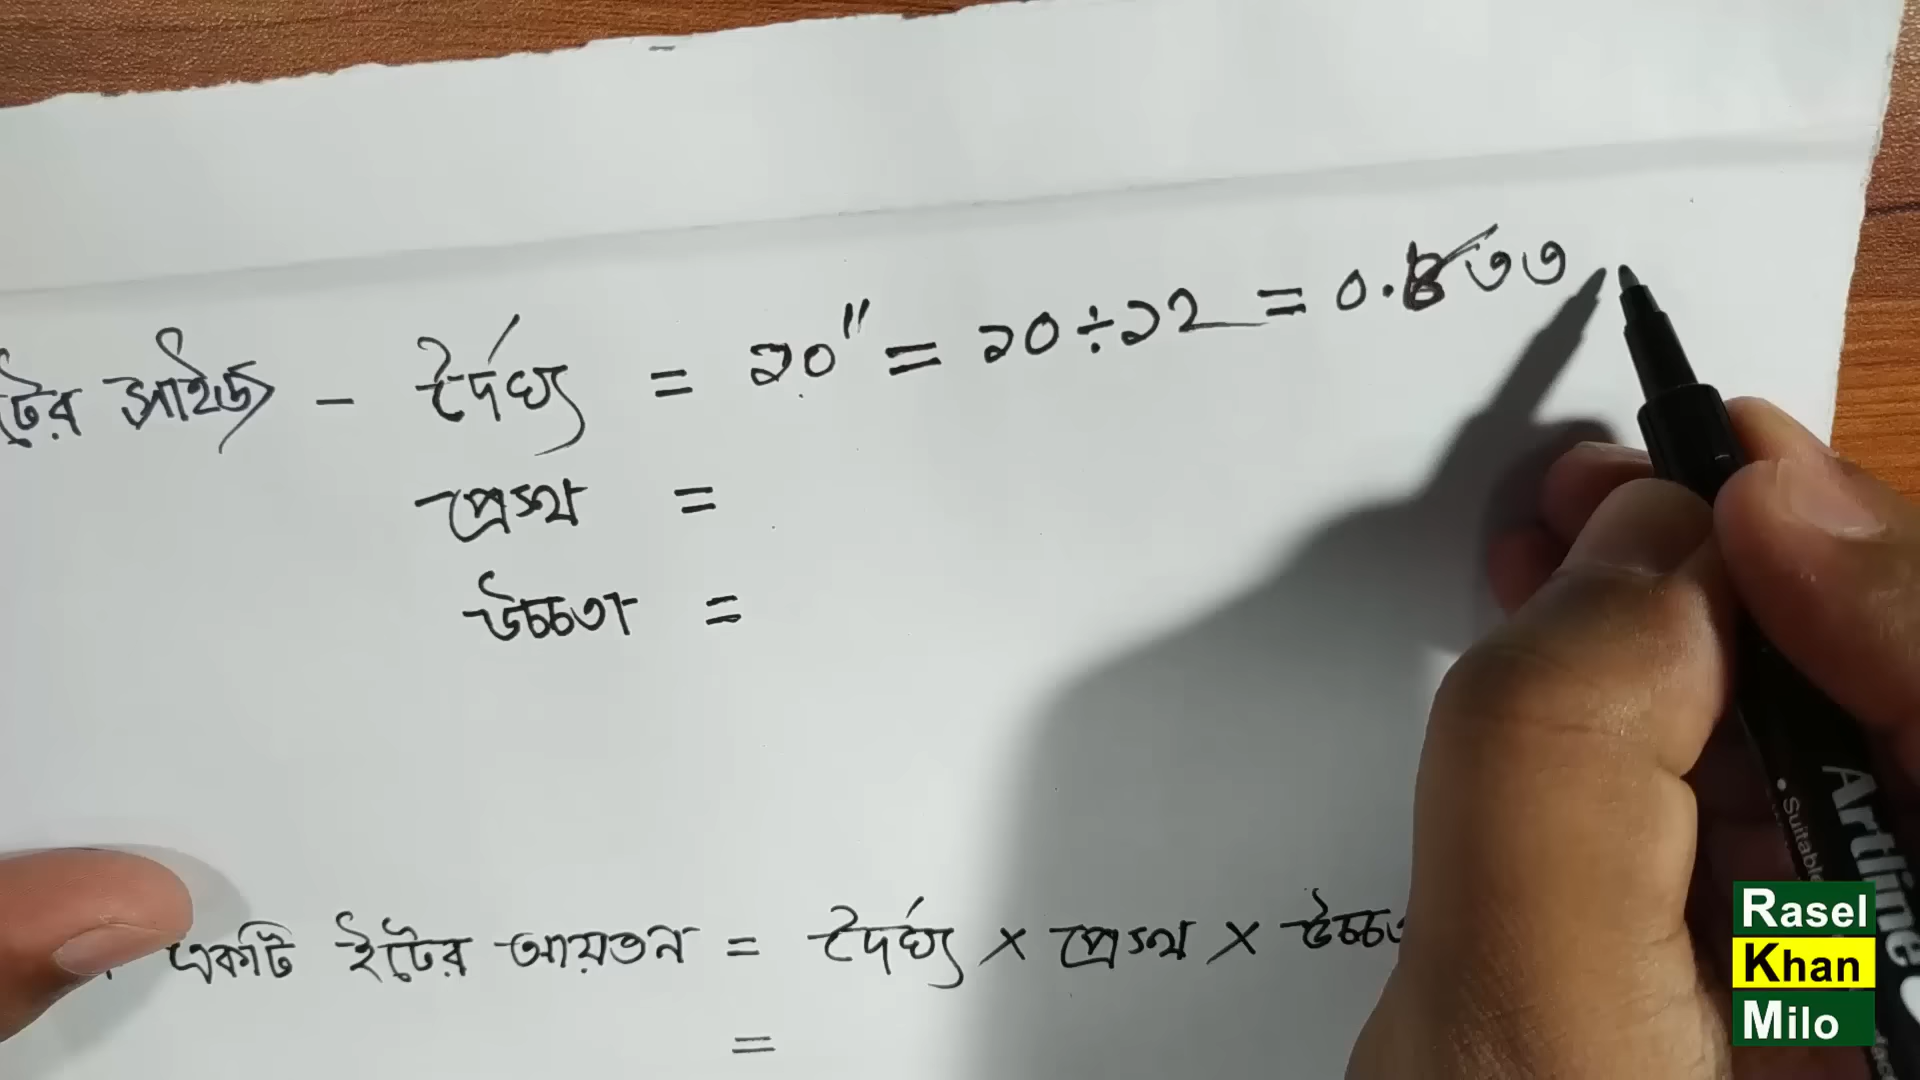 টের সাইজ - দৈর্ঘ্য = ১০" = ১০÷১২ = ০.৮৩৩
প্রস্থ =
উচ্চতা =
একটি ইটের আয়তন = দৈর্ঘ্য × প্রস্থ × উচ্চত
=
Artline
• Suitable
Rasel
Khan
Milo